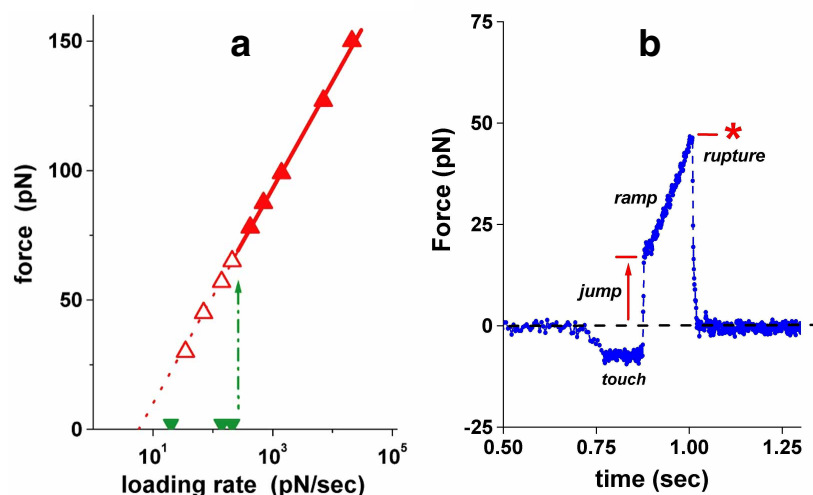 a
150
100
50
0
force (pN)
10¹
10³
10⁵
loading rate (pN/sec)
b
75
50
25
0
-25
Force (pN)
*
rupture
ramp
jump
touch
0.50
0.75
1.00
1.25
time (sec)